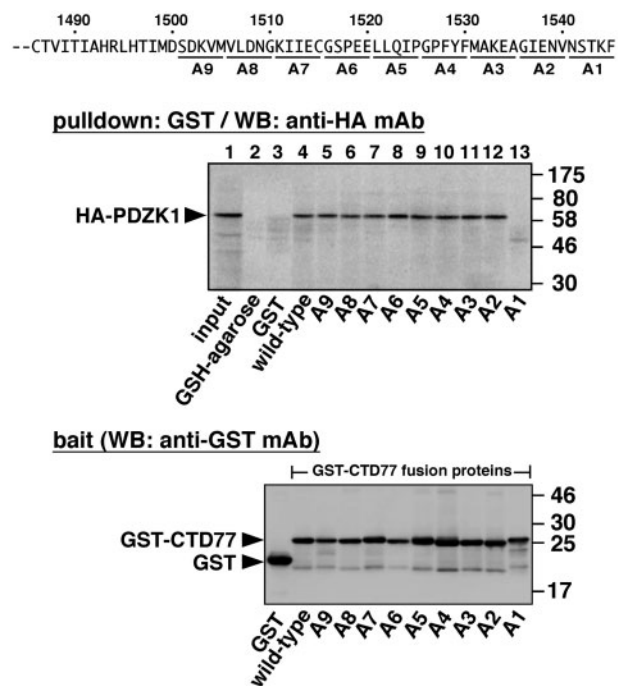 1490 1500 1510 1520 1530 1540
--CTVITIAHRLHTIMDSDKVMVLDNGKIIECGSPEELLQIPGPFYFMAKEAGIENVNSTKF
A9 A8 A7 A6 A5 A4 A3 A2 A1
pulldown: GST / WB: anti-HA mAb
1 2 3 4 5 6 7 8 9 10 11 12 13
175
80
HA-PDZK1 58
46
30
input GSH-agarose GST wild-type A9 A8 A7 A6 A5 A4 A3 A2 A1
bait (WB: anti-GST mAb)
GST-CTD77 fusion proteins
46
30
GST-CTD77 25
GST
17
GST wild-type A9 A8 A7 A6 A5 A4 A3 A2 A1